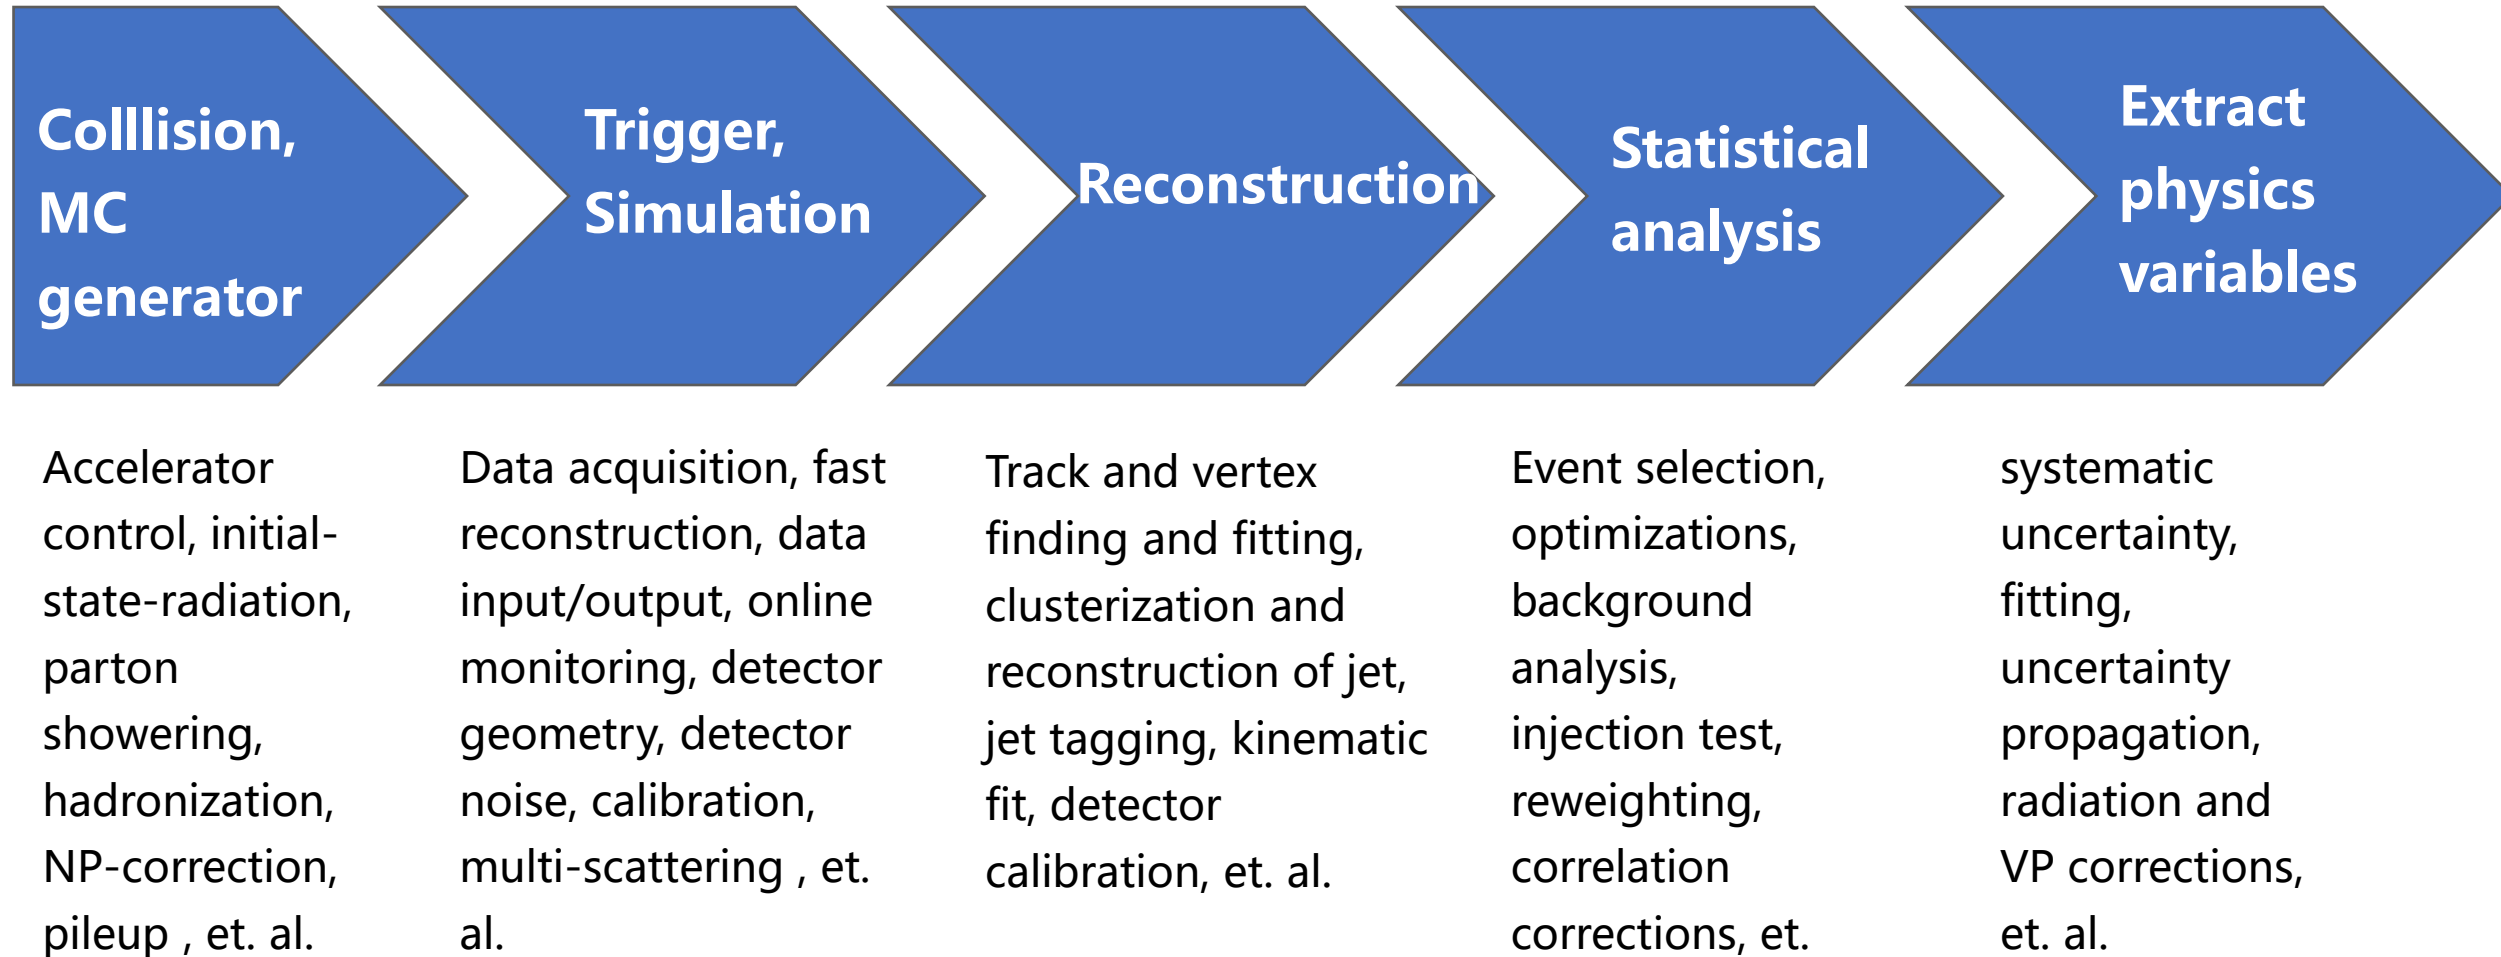 Colllision,
MC
generator
Trigger,
Simulation
Reconstruction
Statistical
analysis
Extract
physics
variables
Accelerator
control, initial-
state-radiation,
parton
showering,
hadronization,
NP-correction,
pileup , et. al.
Data acquisition, fast
reconstruction, data
input/output, online
monitoring, detector
geometry, detector
noise, calibration,
multi-scattering , et.
al.
Track and vertex
finding and fitting,
clusterization and
reconstruction of jet,
jet tagging, kinematic
fit, detector
calibration, et. al.
Event selection,
optimizations,
background
analysis,
injection test,
reweighting,
correlation
corrections, et.
systematic
uncertainty,
fitting,
uncertainty
propagation,
radiation and
VP corrections,
et. al.